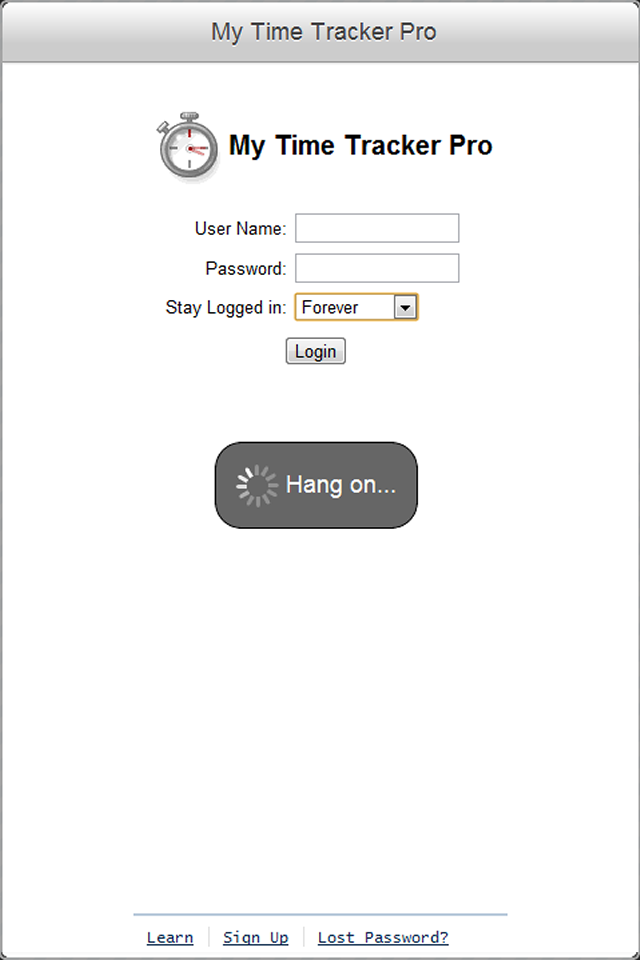 My Time Tracker Pro
My Time Tracker Pro
User Name:
Password:
Stay Logged in: Forever
Login
Hang on...
Learn Sign Up Lost Password?